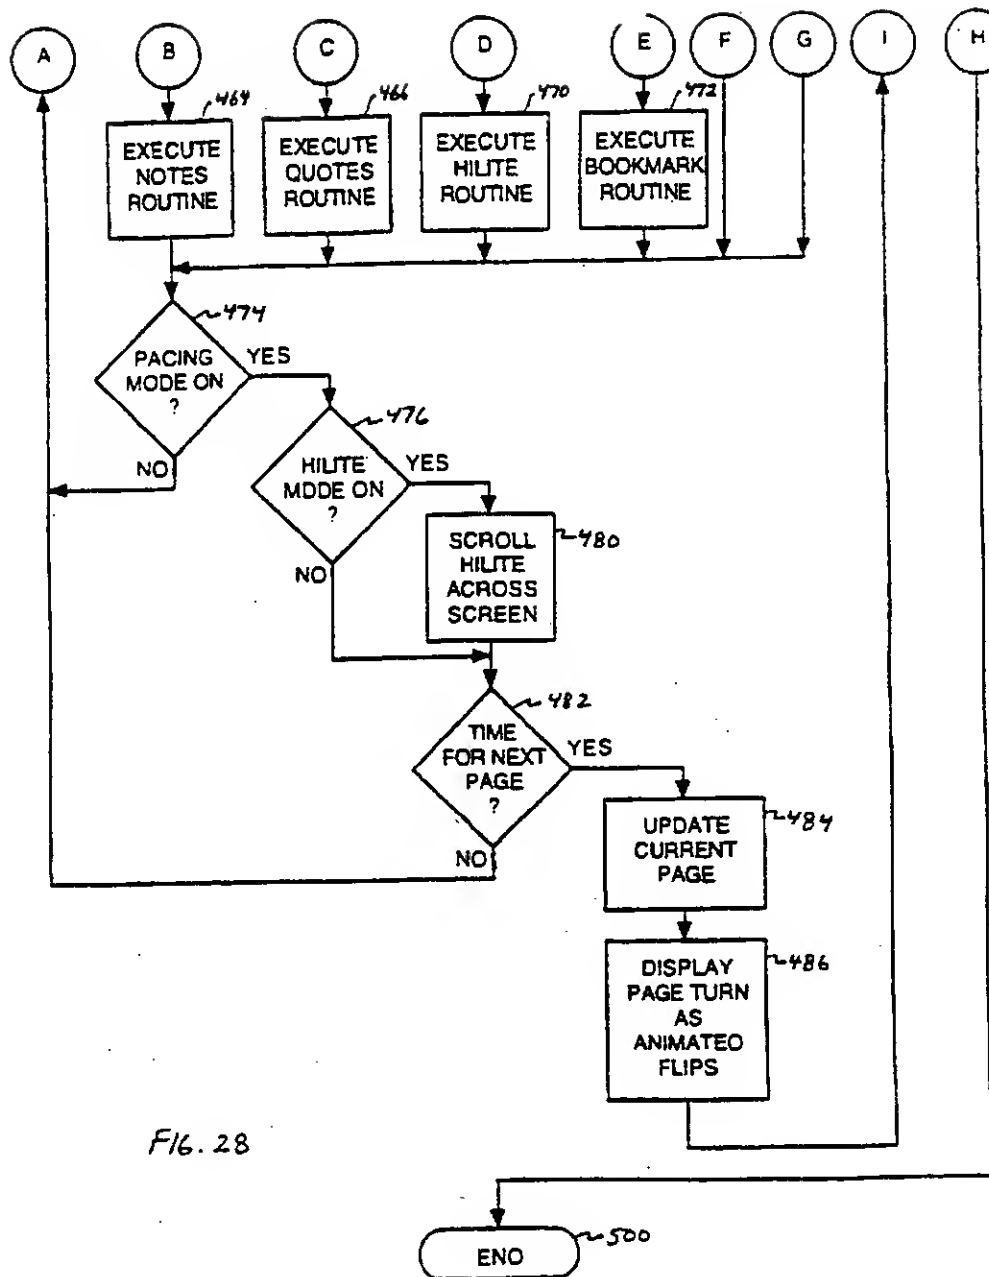 A B C D E F G I H
464 466 470 472
EXECUTE
NOTES
ROUTINE
EXECUTE
QUOTES
ROUTINE
EXECUTE
HILITE
ROUTINE
EXECUTE
BOOKMARK
ROUTINE
474
PACING
MODE ON
?
YES
NO
476
HILITE
MDDE ON
?
YES
NO
480
SCROLL
HILITE
ACROSS
SCREEN
482
TIME
FOR NEXT
PAGE
?
YES
NO
484
UPDATE
CURRENT
PAGE
486
DISPLAY
PAGE TURN
AS
ANIMATEO
FLIPS
FIG. 28
500
ENO